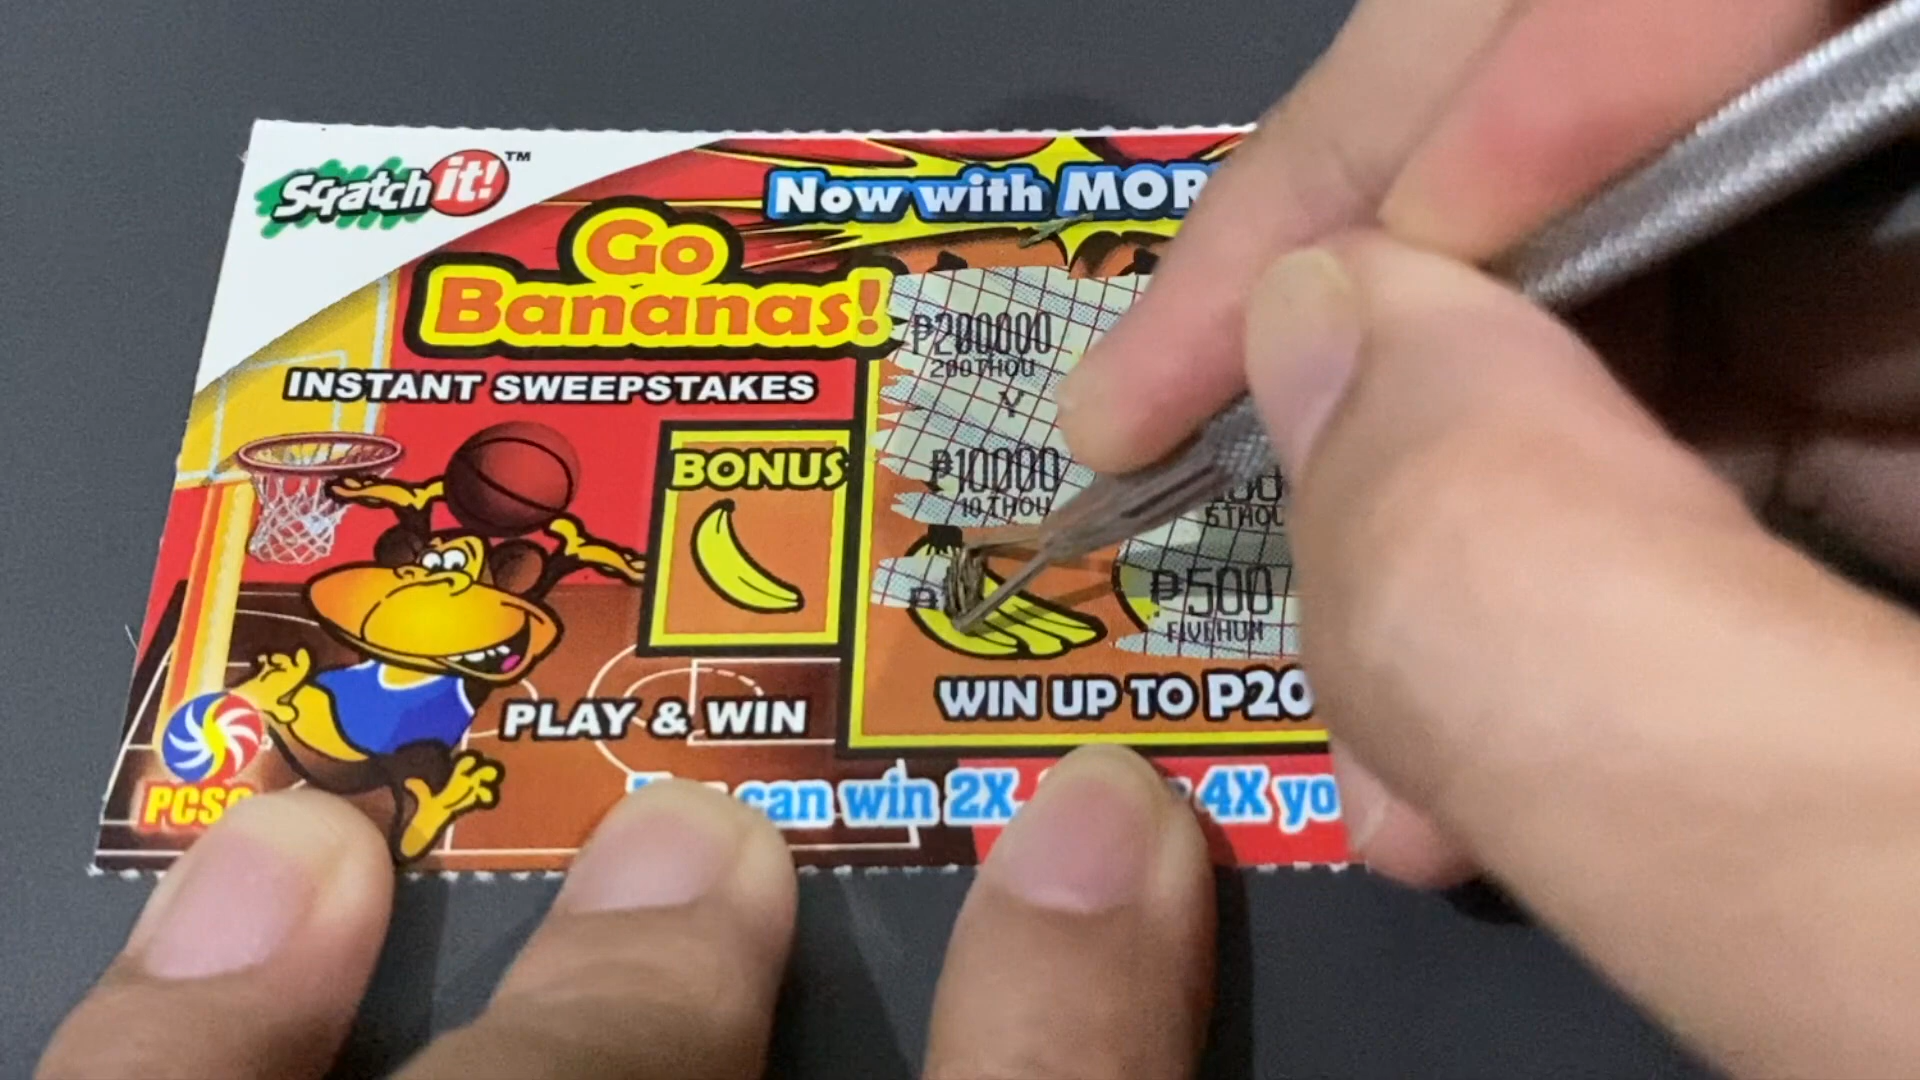 Scratch it!™
Now with MOR
Go
Bananas!
INSTANT SWEEPSTAKES
₱200000
200THOU
BONUS
₱10000
10THOU
5THOU
₱500
FIVEHUN
₱
WIN UP TO P20
PLAY & WIN
can win 2X
4X yo
PCS